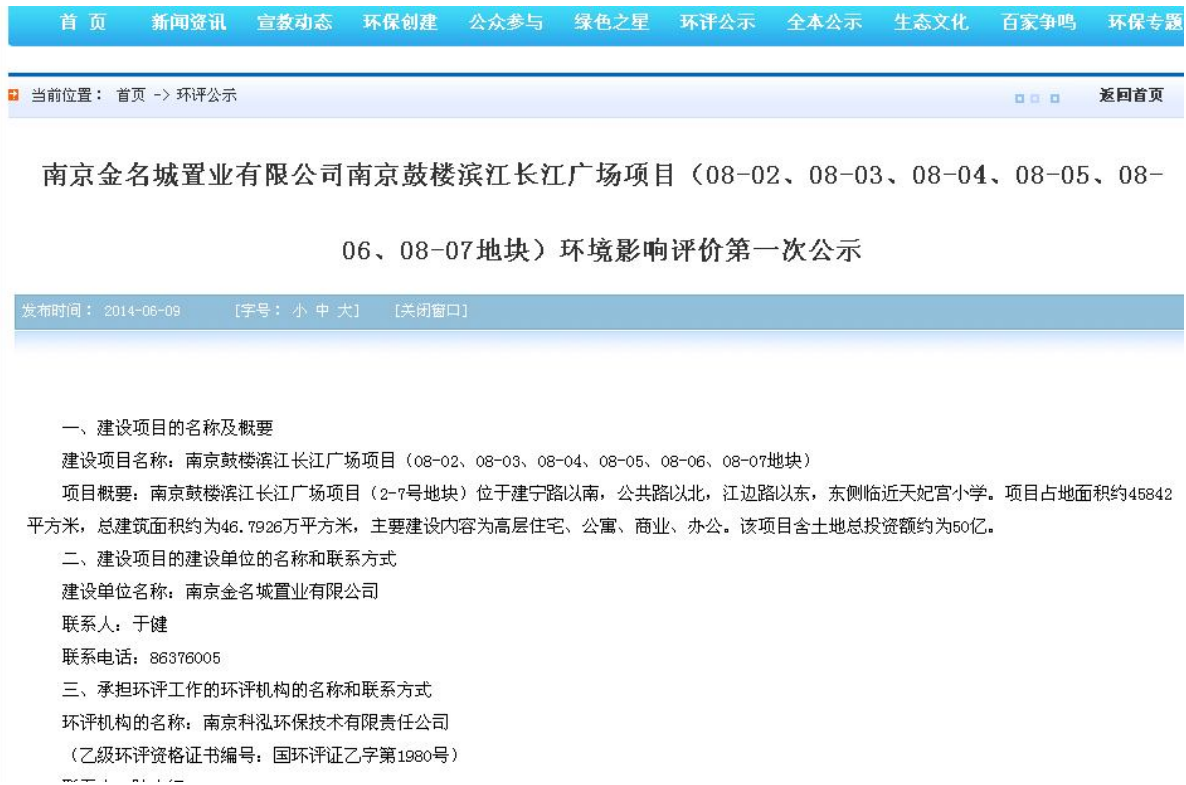 首 页 新闻资讯 宣教动态 环保创建 公众参与 绿色之星 环评公示 全本公示 生态文化 百家争鸣 环保专题
当前位置： 首页 -> 环评公示 返回首页
南京金名城置业有限公司南京鼓楼滨江长江广场项目（08-02、08-03、08-04、08-05、08-
06、08-07地块）环境影响评价第一次公示
发布时间： 2014-06-09 [字号： 小 中 大] [关闭窗口]
一、建设项目的名称及概要
建设项目名称：南京鼓楼滨江长江广场项目（08-02、08-03、08-04、08-05、08-06、08-07地块）
项目概要：南京鼓楼滨江长江广场项目（2-7号地块）位于建宁路以南，公共路以北，江边路以东，东侧临近天妃宫小学。项目占地面积约45842
平方米，总建筑面积约为46.7926万平方米，主要建设内容为高层住宅、公寓、商业、办公。该项目含土地总投资额约为50亿。
二、建设项目的建设单位的名称和联系方式
建设单位名称：南京金名城置业有限公司
联系人：于健
联系电话：86376005
三、承担环评工作的环评机构的名称和联系方式
环评机构的名称：南京科泓环保技术有限责任公司
（乙级环评资格证书编号：国环评证乙字第1980号）